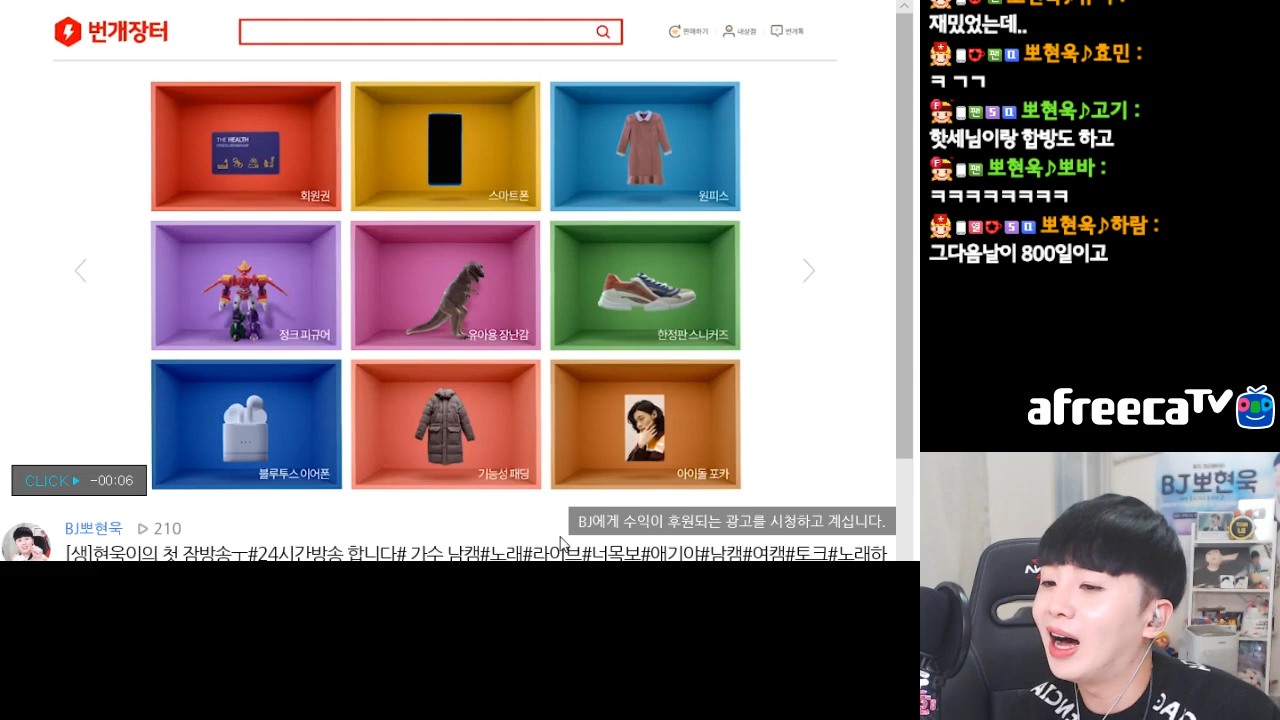 번개장터
판매하기
내상점
번개톡
THE HEALTH
회원권
스마트폰
원피스
정크 피규어
유아용 장난감
한정판 스니커즈
블루투스 이어폰
기능성 패딩
아이돌 포카
CLICK -00:06
BJ에게 수익이 후원되는 광고를 시청하고 계십니다.
BJ뽀현욱 210
[생]현욱이의 첫 잠방송ㅜ#24시간방송 합니다# 가수 남캠#노래#라이브#너목보#애기야#남캠#여캠#토크#노래하
재밌었는데..
뽀현욱♪효민 :
ㅋ ㄱㄱ
뽀현욱♪고기 :
핫세님이랑 합방도 하고
뽀현욱♪뽀바 :
ㅋㅋㅋㅋㅋㅋㅋㅋ
뽀현욱♪하람 :
그다음날이 800일이고
afreecaTV
BJ뽀현욱